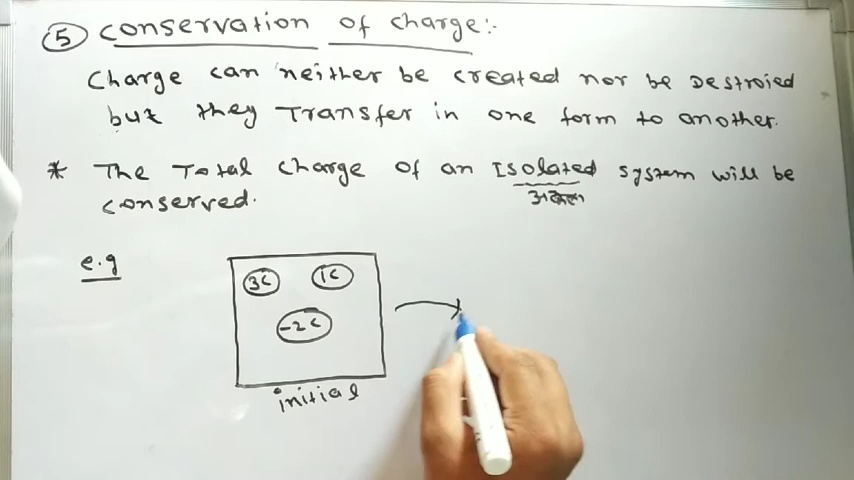 ⑤ Conservation of charge:-
Charge can neither be created nor be Destroied
but they Transfer in one form to another.
* The Total charge of an Isolated system will be
conserved. अकेला
e.g
3C 1C
-2C
initial